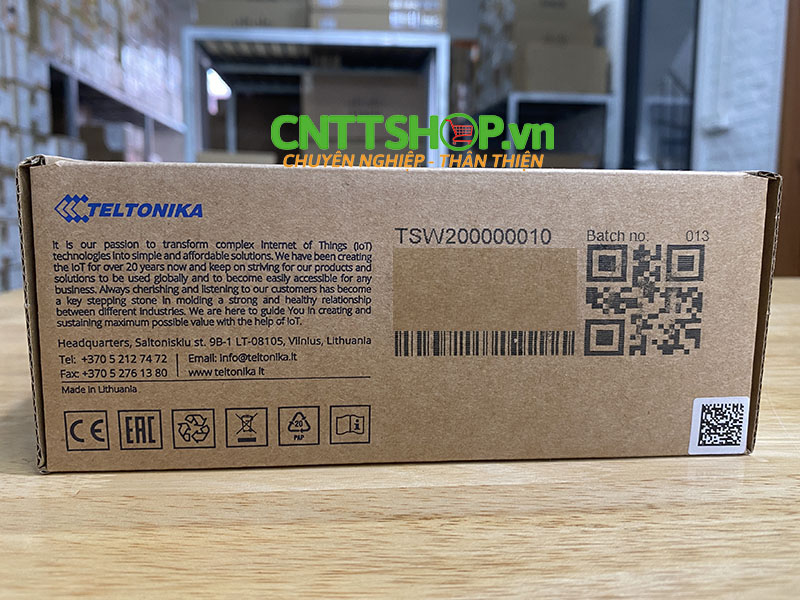 CNTTSHOP.vn
CHUYÊN NGHIỆP - THÂN THIỆN
TELTONIKA
It is our passion to transform complex Internet of Things (IoT)
technologies into simple and affordable solutions. We have been creating
the IoT for over 20 years now and keep on striving for our products and
solutions to be used globally and to become easily accessible for any
business. Always cherishing and listening to our customers has become
a key stepping stone in molding a strong and healthy relationship
between different industries. We are here to guide You in creating and
sustaining maximum possible value with the help of IoT.
Headquarters, Saltoniskiu st. 9B-1 LT-08105, Vilnius, Lithuania
Tel: +370 5 212 74 72
Fax: +370 5 276 13 80
Email: info@teltonika.lt
www.teltonika.lt
Made in Lithuania
CE
EAC
20
PAP
i
TSW200000010
Batch no: 013